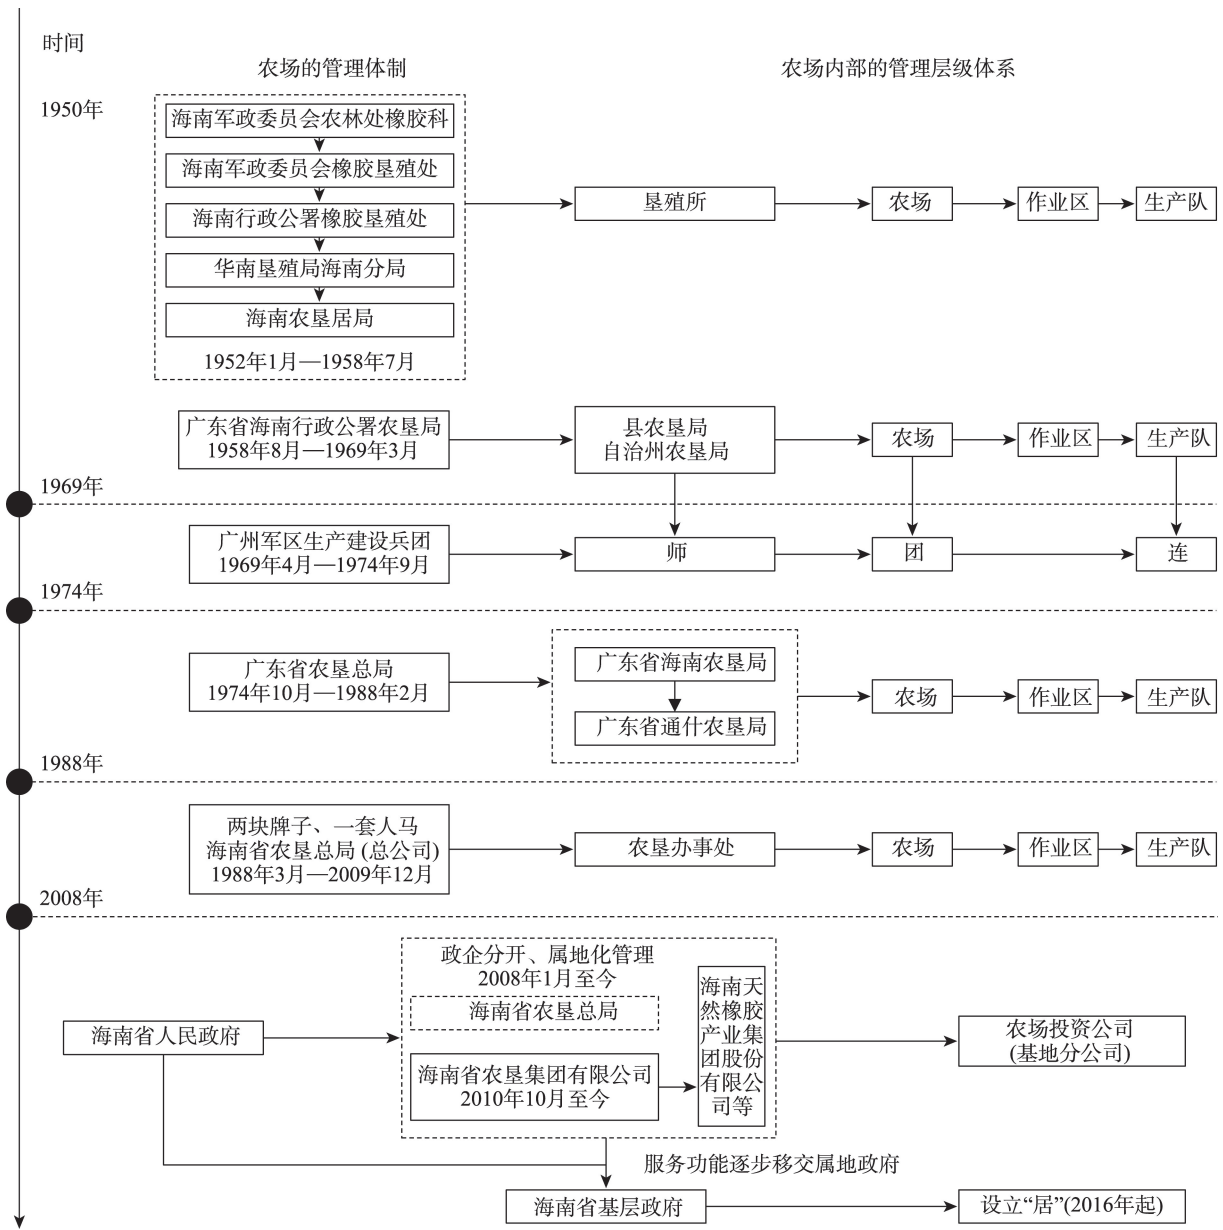 时间
农场的管理体制
农场内部的管理层级体系
1950年
海南军政委员会农林处橡胶科
海南军政委员会橡胶垦殖处
海南行政公署橡胶垦殖处
华南垦殖局海南分局
海南农垦居局
1952年1月—1958年7月
垦殖所
农场
作业区
生产队
广东省海南行政公署农垦局
1958年8月—1969年3月
县农垦局
自治州农垦局
农场
作业区
生产队
1969年
广州军区生产建设兵团
1969年4月—1974年9月
师
团
连
1974年
广东省农垦总局
1974年10月—1988年2月
广东省海南农垦局
广东省通什农垦局
农场
作业区
生产队
1988年
两块牌子、一套人马
海南省农垦总局(总公司)
1988年3月—2009年12月
农垦办事处
农场
作业区
生产队
2008年
海南省人民政府
政企分开、属地化管理
2008年1月至今
海南省农垦总局
海南省农垦集团有限公司
2010年10月至今
海南天
然橡胶
产业集
团股份
有限公
司等
农场投资公司
(基地分公司)
服务功能逐步移交属地政府
海南省基层政府
设立“居”(2016年起)